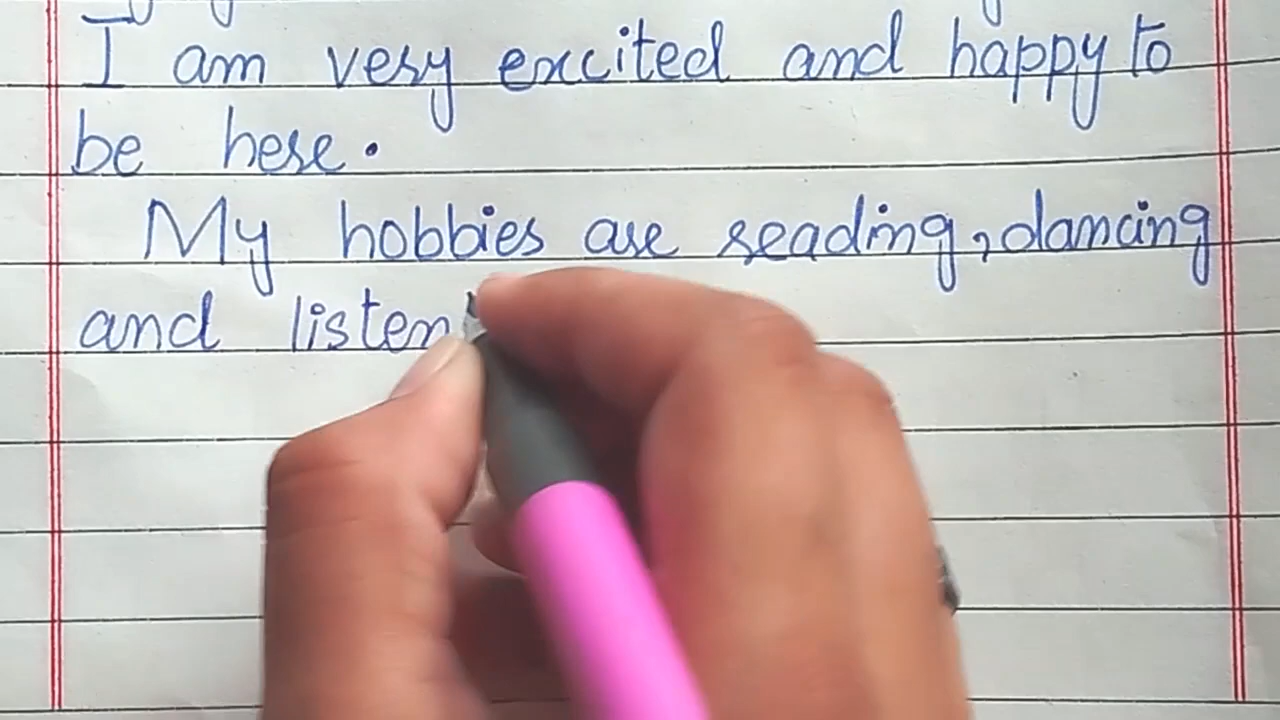 I am very excited and happy to
be here.
My hobbies are reading, dancing
and listen